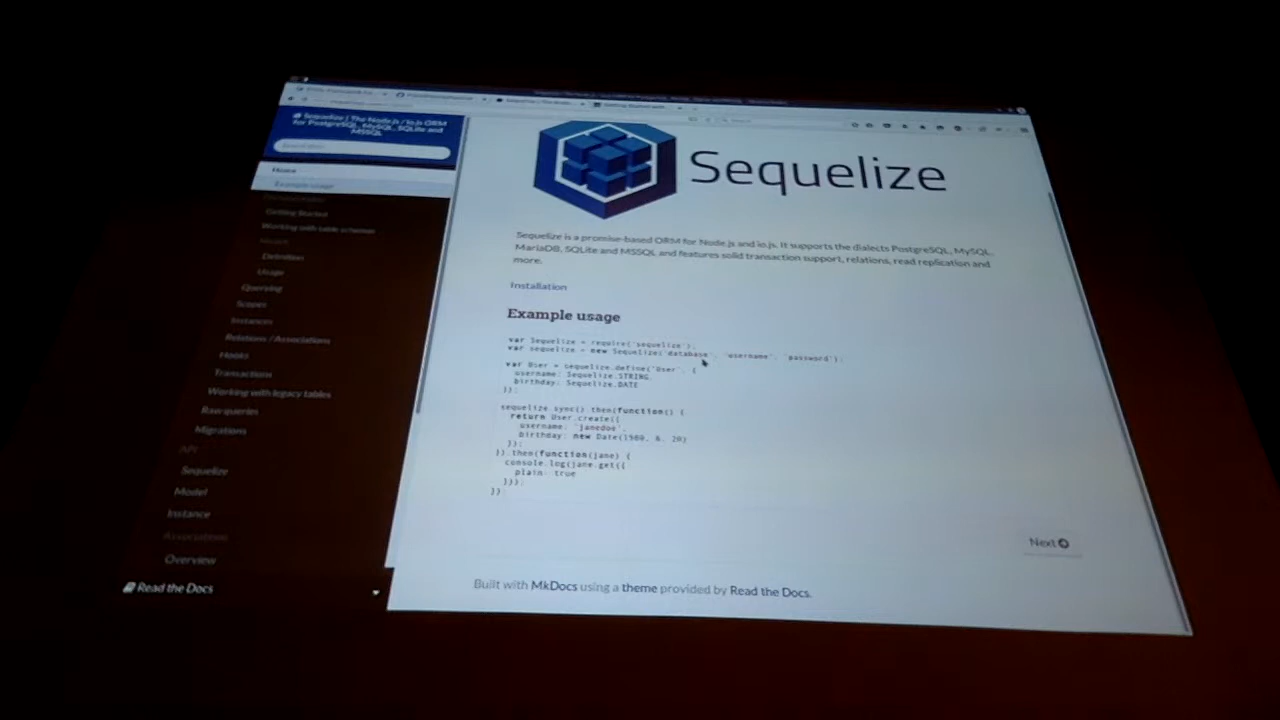 Sequelize | The Node.js / io.js ORM
for PostgreSQL, MySQL, SQLite and
MSSQL
Search docs
Home
Example usage
Getting Started
Working with table schemas
Definition
Usage
Querying
Scopes
Instances
Relations / Associations
Hooks
Transactions
Working with legacy tables
Raw queries
Migrations
API
Sequelize
Model
Instance
Associations
Overview
Read the Docs
Sequelize
Sequelize is a promise-based ORM for Node.js and io.js. It supports the dialects PostgreSQL, MySQL,
MariaDB, SQLite and MSSQL and features solid transaction support, relations, read replication and
more.
Installation
Example usage
var Sequelize = require('sequelize');
var sequelize = new Sequelize('database', 'username', 'password');
var User = sequelize.define('User', {
username: Sequelize.STRING,
birthday: Sequelize.DATE
});
sequelize.sync().then(function() {
return User.create({
username: 'janedoe',
birthday: new Date(1980, 6, 20)
});
}).then(function(jane) {
console.log(jane.get({
plain: true
}));
});
Next
Built with MkDocs using a theme provided by Read the Docs.